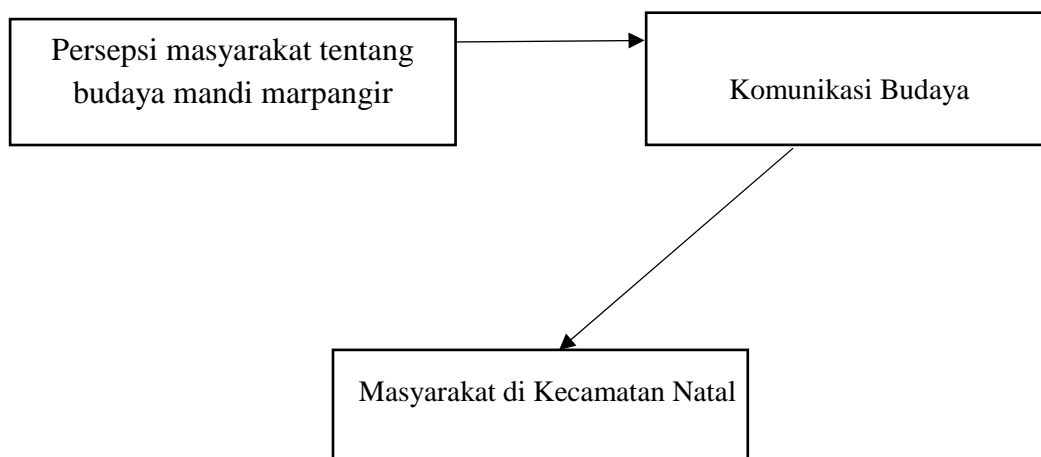 Persepsi masyarakat tentang
budaya mandi marpangir
Komunikasi Budaya
Masyarakat di Kecamatan Natal